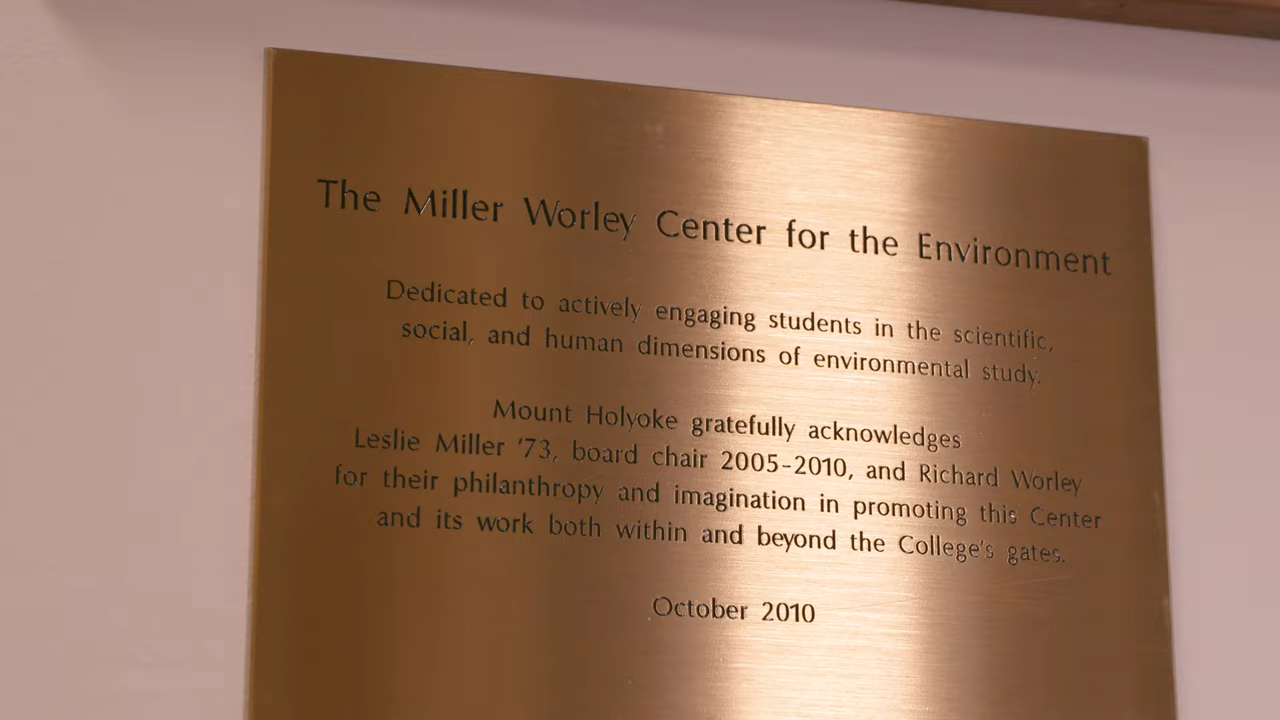 The Miller Worley Center for the Environment
Dedicated to actively engaging students in the scientific,
social, and human dimensions of environmental study.
Mount Holyoke gratefully acknowledges
Leslie Miller '73, board chair 2005-2010, and Richard Worley
for their philanthropy and imagination in promoting this Center
and its work both within and beyond the College's gates.
October 2010